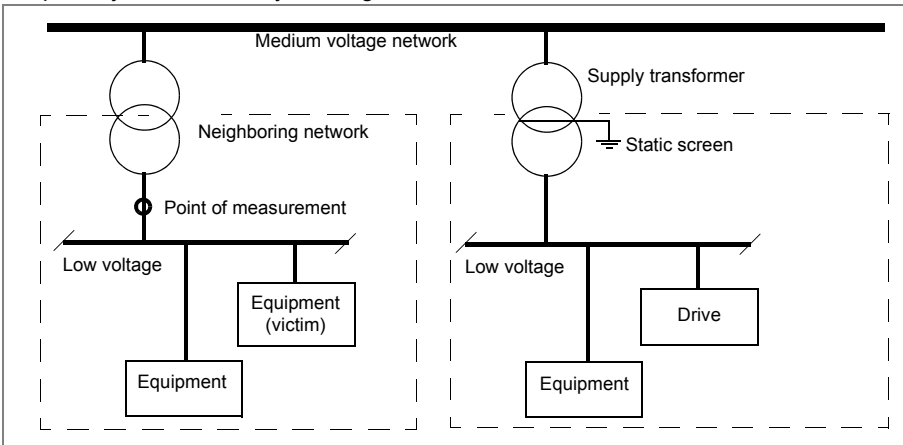 Medium voltage network
Supply transformer
Neighboring network
Static screen
Point of measurement
Low voltage
Low voltage
Equipment
(victim)
Drive
Equipment
Equipment